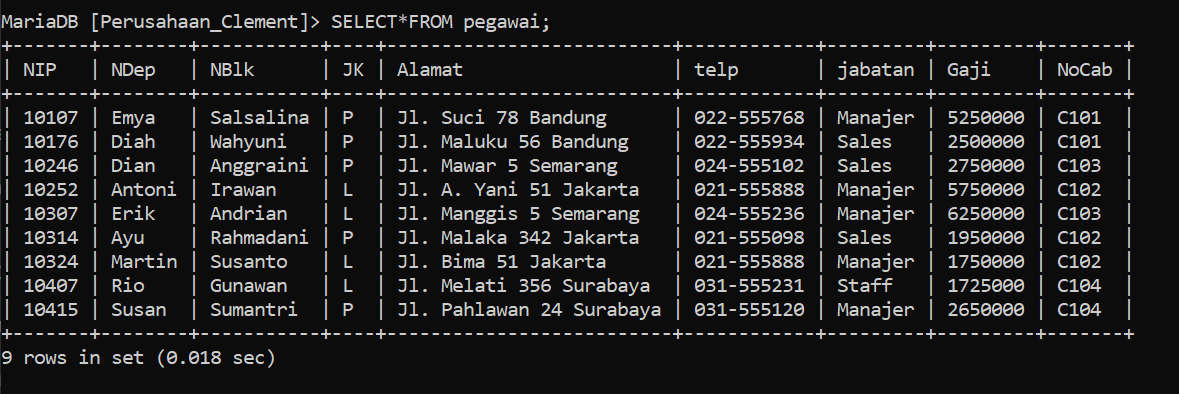 MariaDB [Perusahaan_Clement]> SELECT*FROM pegawai;
+-------+--------+-----------+----+--------------------------+------------+---------+---------+-------+
| NIP   | NDep   | NBlk      | JK | Alamat                   | telp       | jabatan | Gaji    | NoCab |
+-------+--------+-----------+----+--------------------------+------------+---------+---------+-------+
| 10107 | Emya   | Salsalina | P  | Jl. Suci 78 Bandung      | 022-555768 | Manajer | 5250000 | C101  |
| 10176 | Diah   | Wahyuni   | P  | Jl. Maluku 56 Bandung    | 022-555934 | Sales   | 2500000 | C101  |
| 10246 | Dian   | Anggraini | P  | Jl. Mawar 5 Semarang     | 024-555102 | Sales   | 2750000 | C103  |
| 10252 | Antoni | Irawan    | L  | Jl. A. Yani 51 Jakarta   | 021-555888 | Manajer | 5750000 | C102  |
| 10307 | Erik   | Andrian   | L  | Jl. Manggis 5 Semarang   | 024-555236 | Manajer | 6250000 | C103  |
| 10314 | Ayu    | Rahmadani | P  | Jl. Malaka 342 Jakarta   | 021-555098 | Sales   | 1950000 | C102  |
| 10324 | Martin | Susanto   | L  | Jl. Bima 51 Jakarta      | 021-555888 | Manajer | 1750000 | C102  |
| 10407 | Rio    | Gunawan   | L  | Jl. Melati 356 Surabaya  | 031-555231 | Staff   | 1725000 | C104  |
| 10415 | Susan  | Sumantri  | P  | Jl. Pahlawan 24 Surabaya | 031-555120 | Manajer | 2650000 | C104  |
+-------+--------+-----------+----+--------------------------+------------+---------+---------+-------+
9 rows in set (0.018 sec)